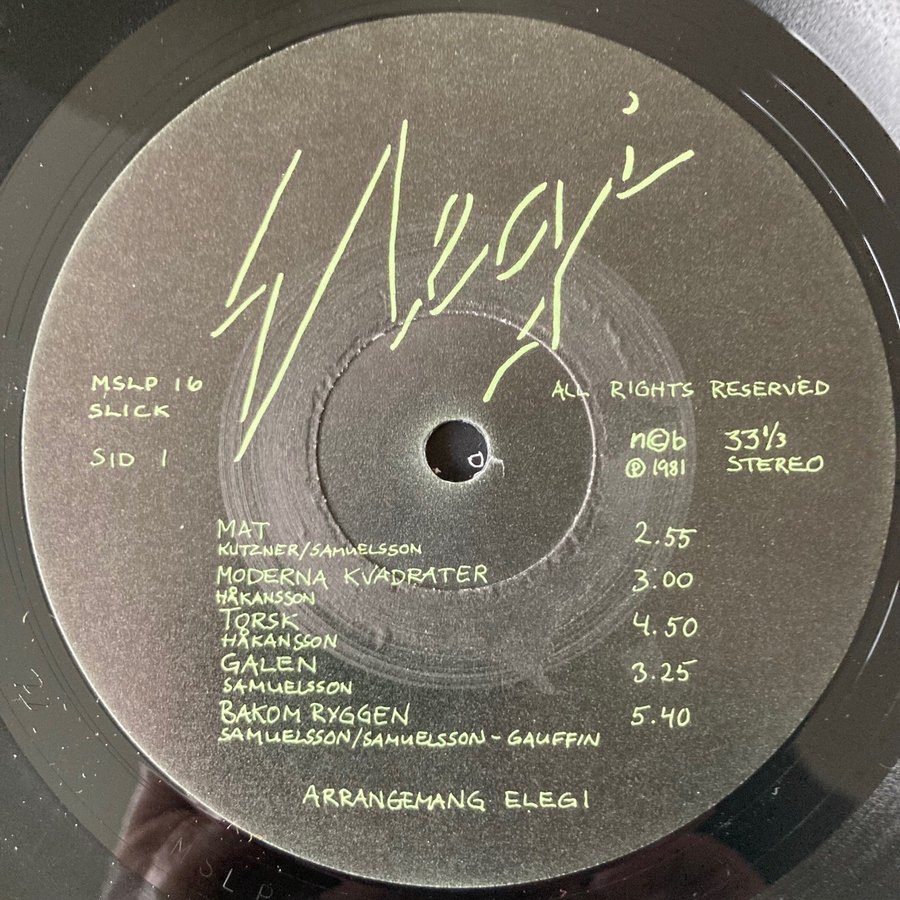 Elegi
MSLP 16
SLICK
SID 1
ALL RIGHTS RESERVED
n©b 33 1/3
℗ 1981 STEREO
MAT 2.55
KUTZNER/SAMUELSSON
MODERNA KVADRATER 3.00
HÅKANSSON
TORSK 4.50
HÅKANSSON
GALEN 3.25
SAMUELSSON
BAKOM RYGGEN 5.40
SAMUELSSON/SAMUELSSON - GAUFFIN
ARRANGEMANG ELEGI